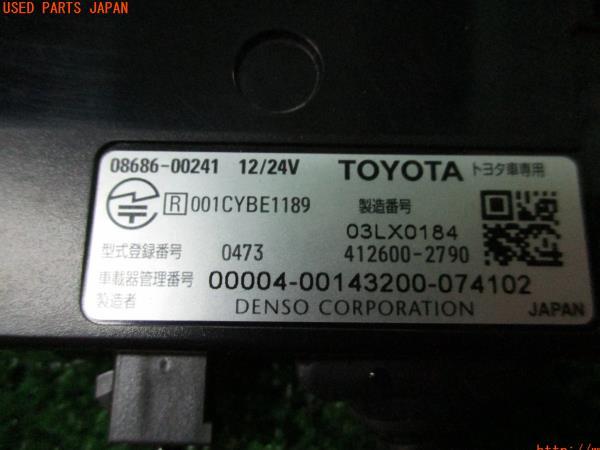 USED PARTS JAPAN
08686-00241 12/24V TOYOTA トヨタ車専用
R 001CYBE1189 製造番号
03LX0184
型式登録番号 0473 412600-2790
車載器管理番号 00004-00143200-074102
製造者 DENSO CORPORATION JAPAN